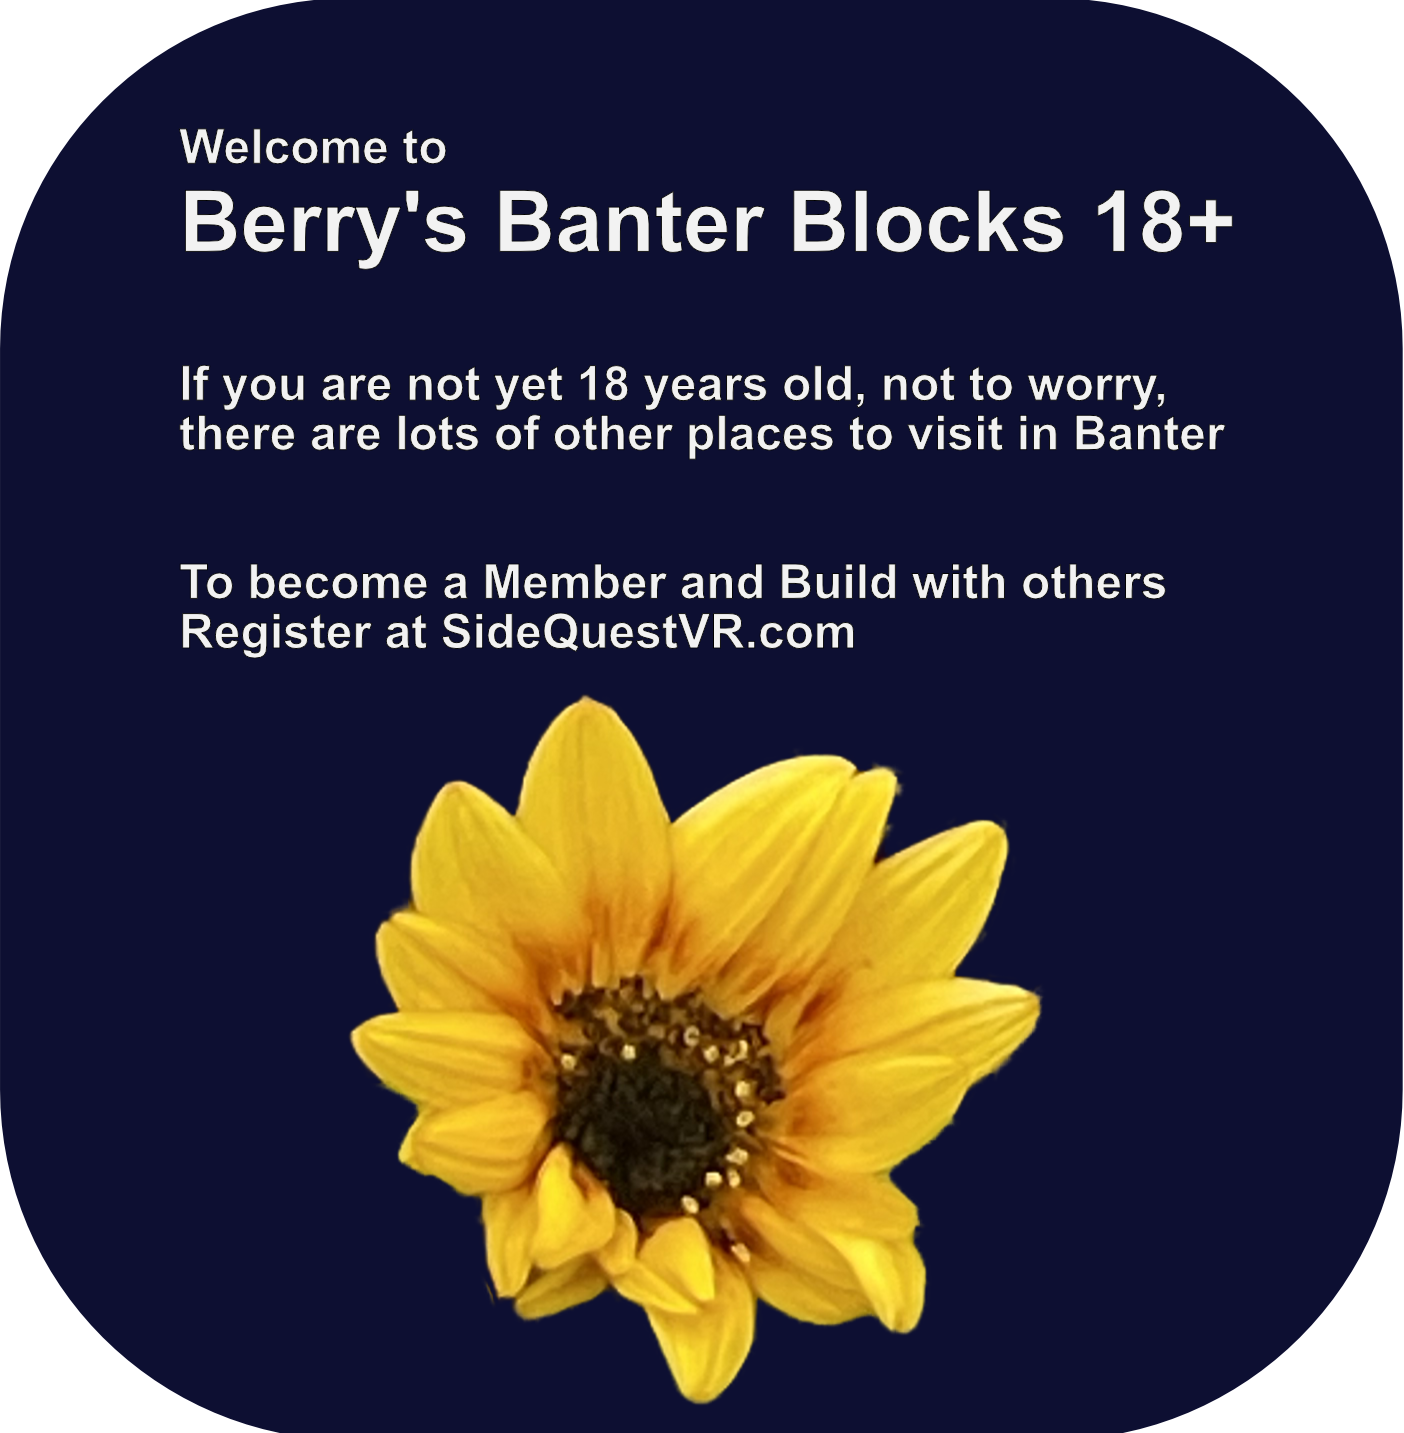 Welcome to
Berry's Banter Blocks 18+
If you are not yet 18 years old, not to worry,
there are lots of other places to visit in Banter
To become a Member and Build with others
Register at SideQuestVR.com